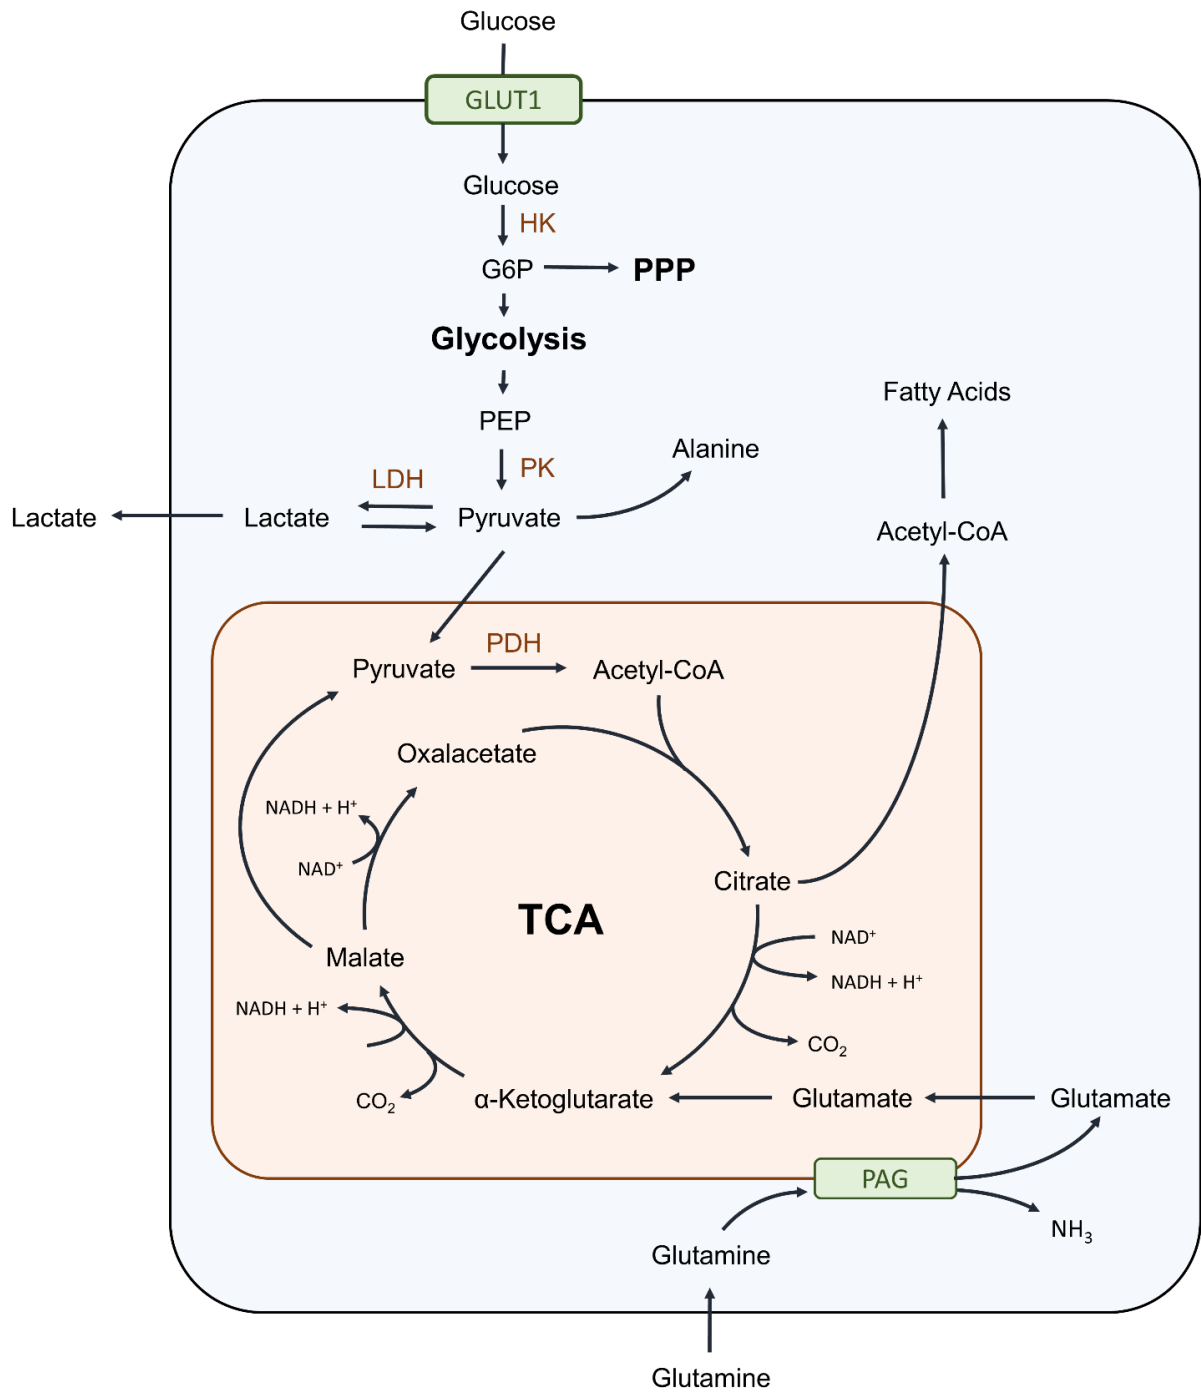 Glucose
GLUT1
Glucose
HK
G6P
PPP
Glycolysis
PEP
Fatty Acids
Alanine
LDH
PK
Lactate
Lactate
Pyruvate
Acetyl-CoA
PDH
Pyruvate
Acetyl-CoA
Oxalacetate
NADH + H⁺
NAD⁺
Citrate
TCA
NAD⁺
Malate
NADH + H⁺
NADH + H⁺
CO₂
CO₂
α-Ketoglutarate
Glutamate
Glutamate
PAG
NH₃
Glutamine
Glutamine